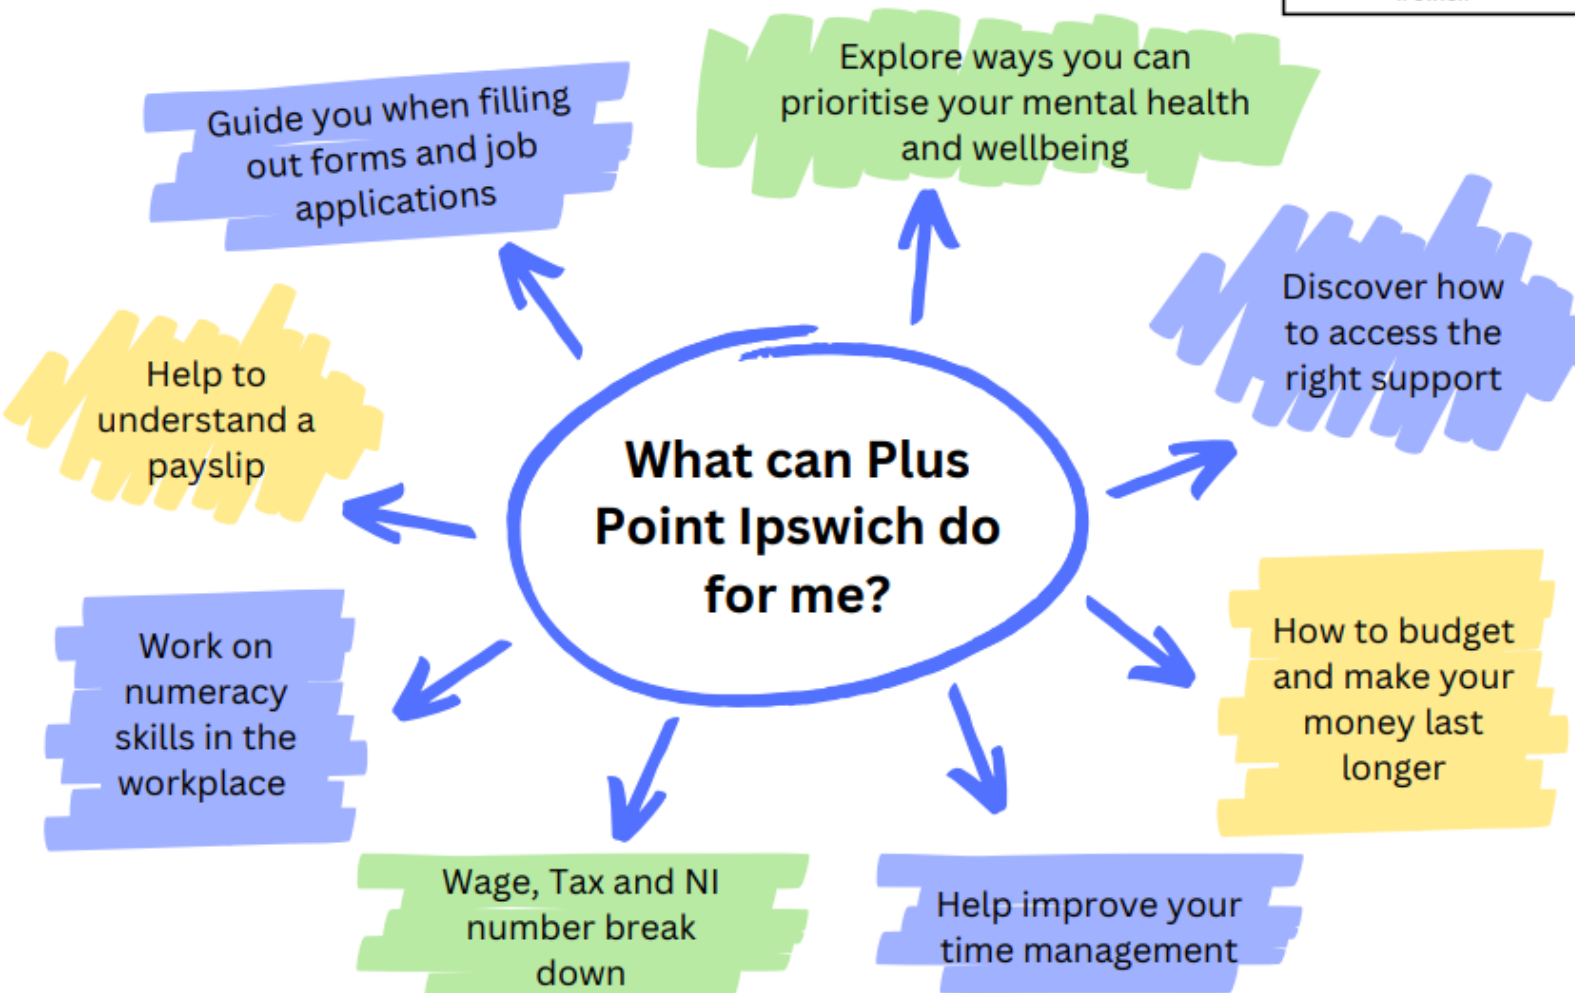 Explore ways you can
prioritise your mental health
and wellbeing
Guide you when filling
out forms and job
applications
Discover how
to access the
right support
Help to
understand a
payslip
What can Plus
Point Ipswich do
for me?
Work on
numeracy
skills in the
workplace
How to budget
and make your
money last
longer
Wage, Tax and NI
number break
down
Help improve your
time management